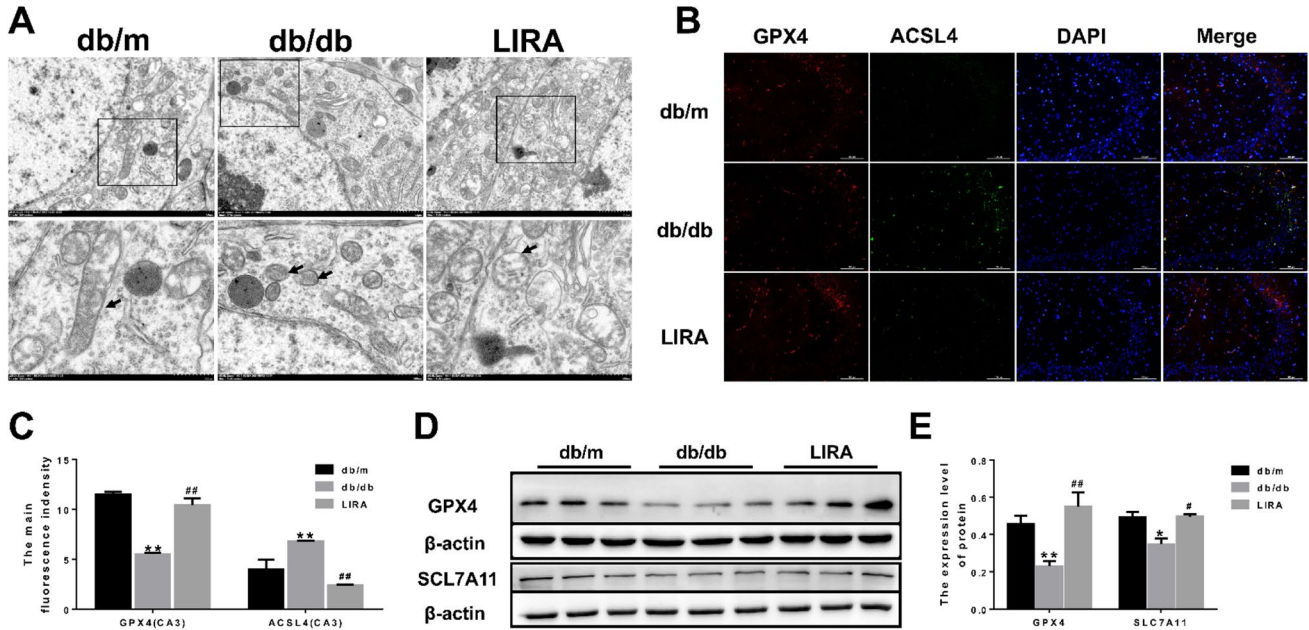 A
db/m
db/db
LIRA
B
GPX4
ACSL4
DAPI
Merge
db/m
db/db
LIRA
C
The main
fluorescence indensity
15
10
5
0
**
##
**
##
GPX4(CA3)
ACSL4(CA3)
db/m
db/db
LIRA
D
db/m
db/db
LIRA
GPX4
β-actin
SCL7A11
β-actin
E
The expression level
of protein
0.8
0.6
0.4
0.2
0.0
**
##
*
#
GPX4
SLC7A11
db/m
db/db
LIRA